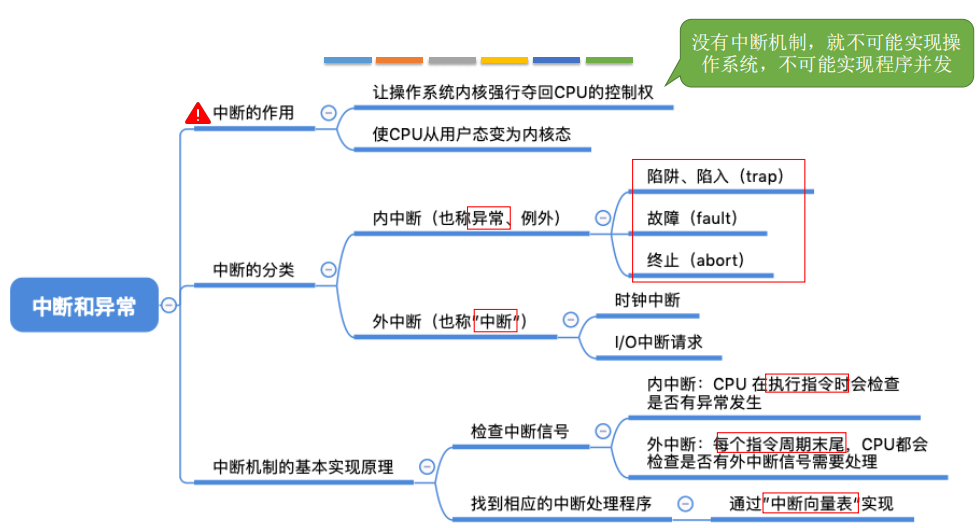 没有中断机制，就不可能实现操
作系统，不可能实现程序并发
中断和异常
中断的作用
让操作系统内核强行夺回CPU的控制权
使CPU从用户态变为内核态
中断的分类
内中断（也称异常、例外）
陷阱、陷入（trap）
故障（fault）
终止（abort）
外中断（也称“中断”）
时钟中断
I/O中断请求
中断机制的基本实现原理
检查中断信号
内中断：CPU 在执行指令时会检查
是否有异常发生
外中断：每个指令周期末尾，CPU都会
检查是否有外中断信号需要处理
找到相应的中断处理程序
通过“中断向量表”实现